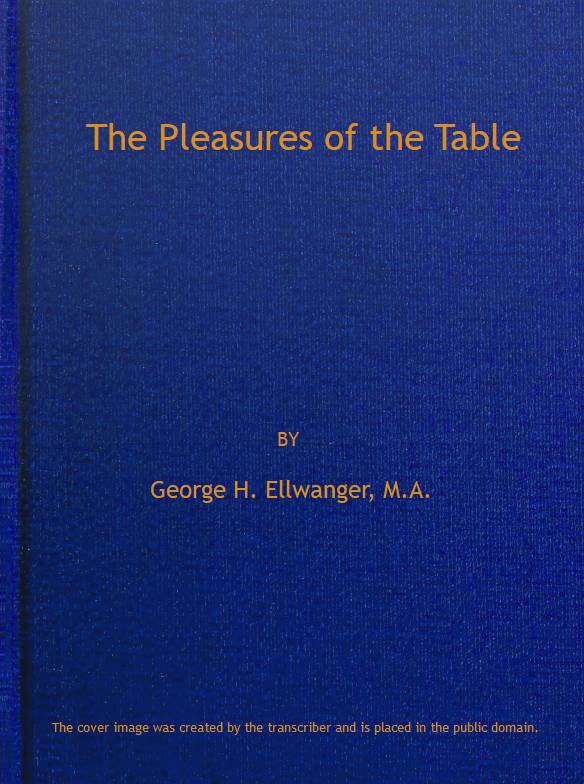 The Pleasures of the Table
BY
George H. Ellwanger, M.A.
The cover image was created by the transcriber and is placed in the public domain.